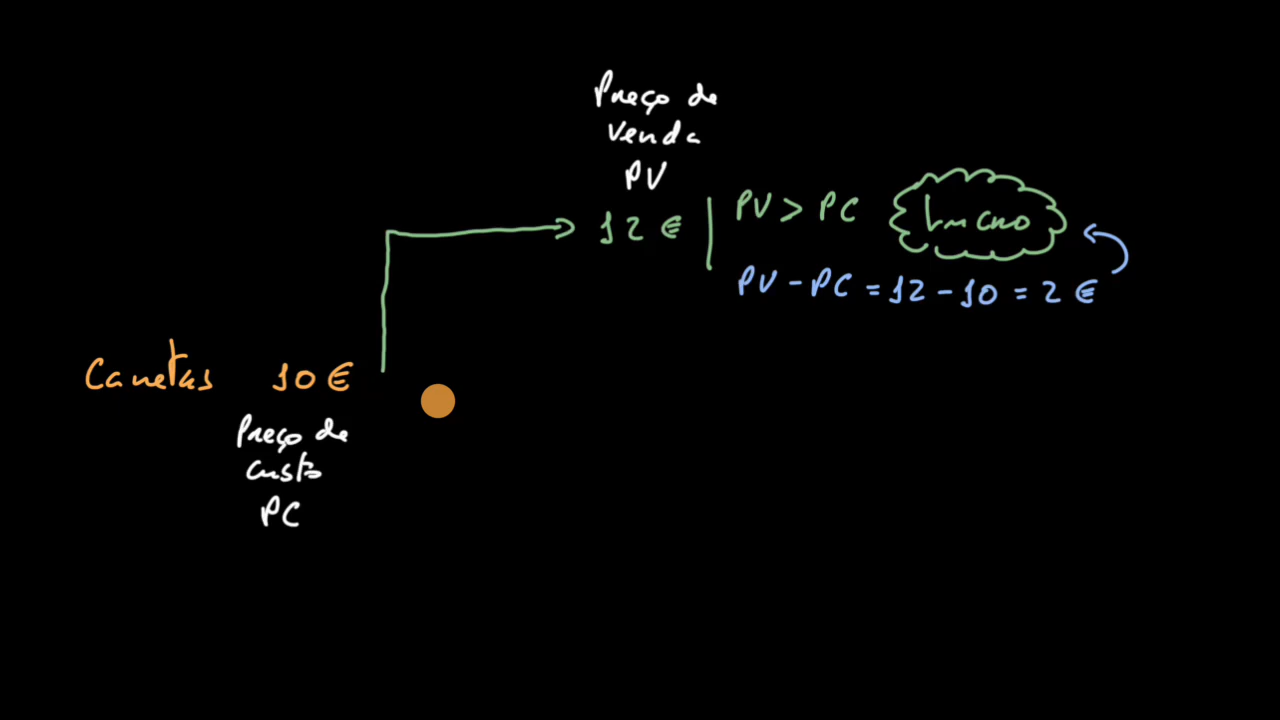 Preço de
venda
PV
12 €
PV > PC Lucro
PV - PC = 12 - 10 = 2 €
Canetas 10 €
Preço de
custo
PC